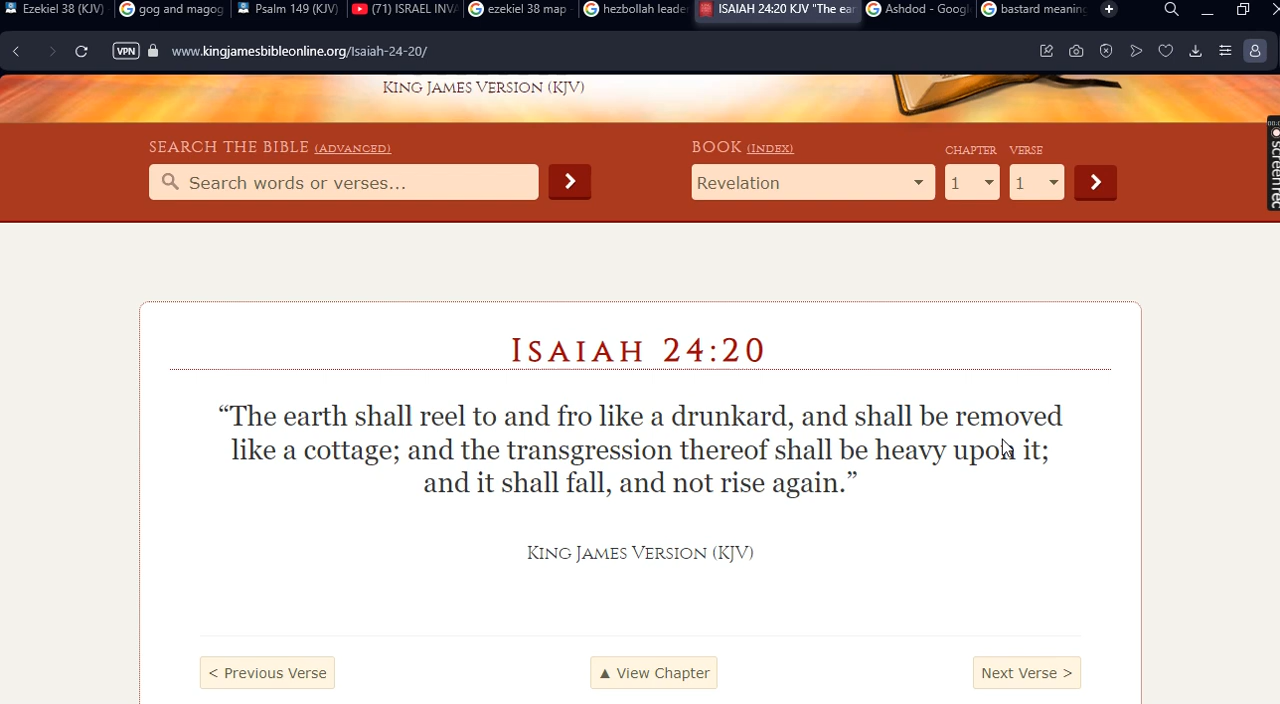 Ezekiel 38 (KJV)
gog and magog
Psalm 149 (KJV)
(71) ISRAEL INVA
ezekiel 38 map -
hezbollah leade
ISAIAH 24:20 KJV "The ear
Ashdod - Googl
bastard meanin
VPN
www.kingjamesbibleonline.org/Isaiah-24-20/
King James Version (KJV)
SEARCH THE BIBLE (ADVANCED)
BOOK (INDEX)
CHAPTER
VERSE
Search words or verses...
Revelation
1
1
screenrec
Isaiah 24:20
“The earth shall reel to and fro like a drunkard, and shall be removed
like a cottage; and the transgression thereof shall be heavy upon it;
and it shall fall, and not rise again.”
King James Version (KJV)
< Previous Verse
▲ View Chapter
Next Verse >